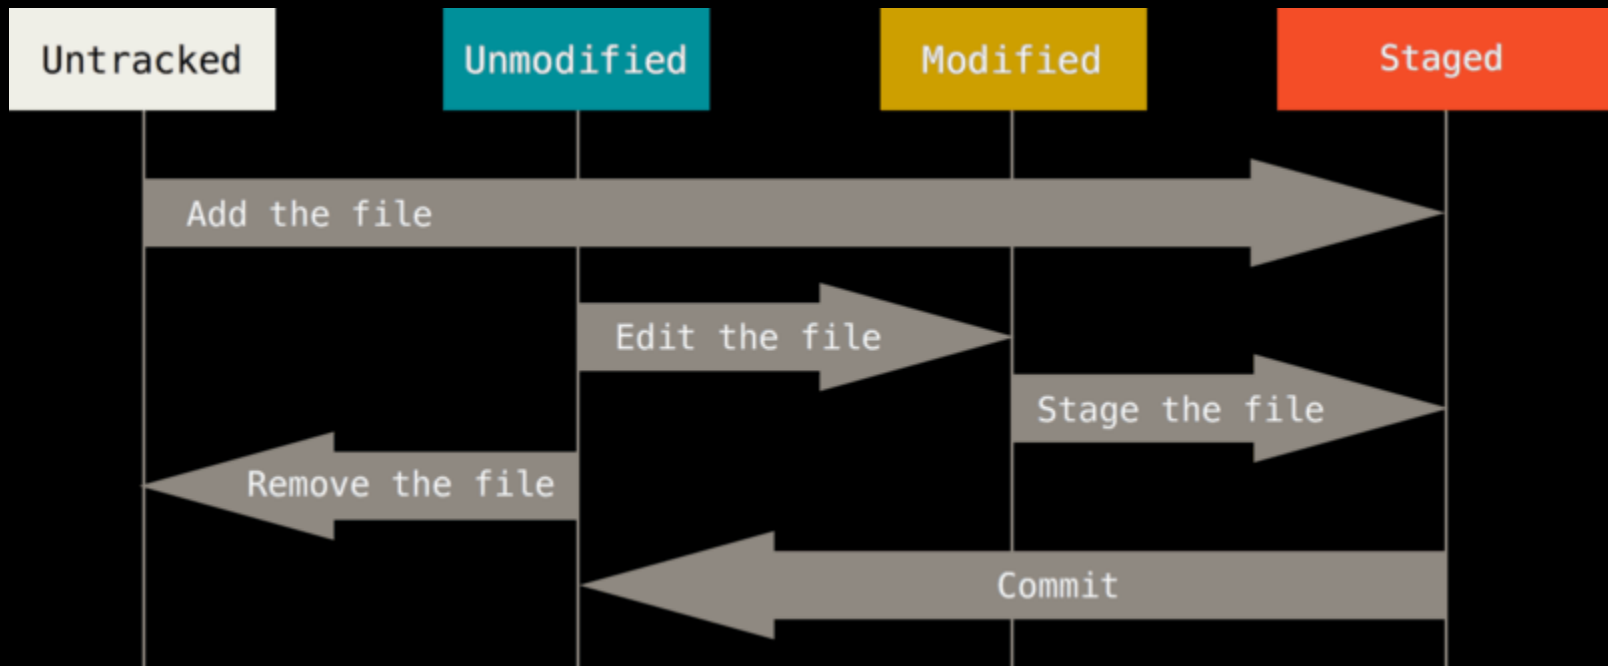 Untracked
Unmodified
Modified
Staged
Add the file
Edit the file
Stage the file
Remove the file
Commit